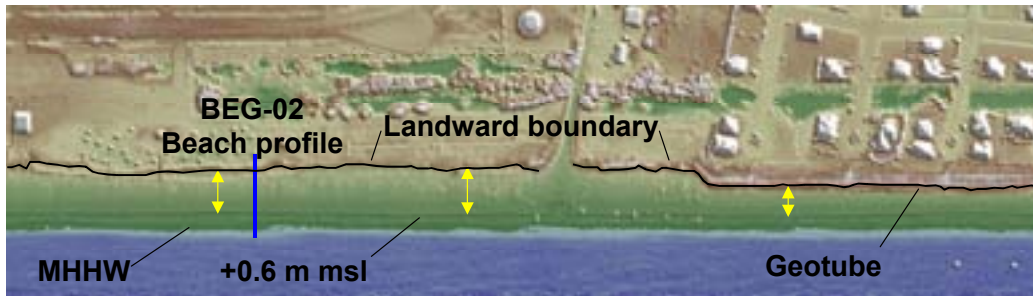 BEG-02
Beach profile
Landward boundary
MHHW
+0.6 m msl
Geotube